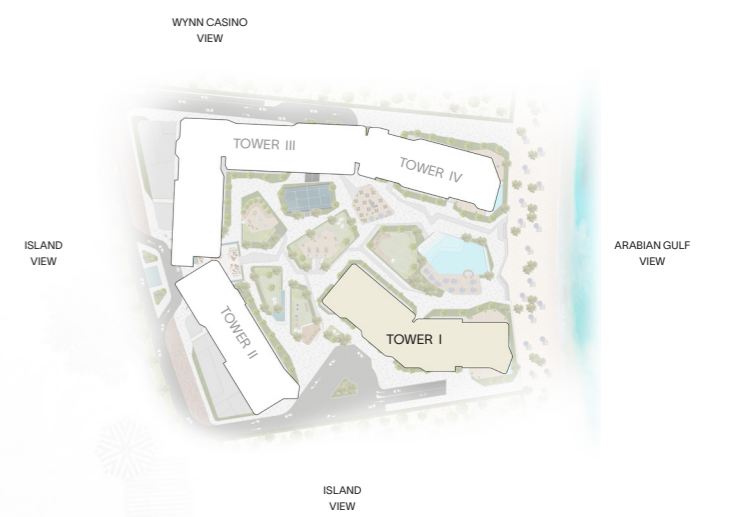 WYNN CASINO
VIEW
TOWER III
TOWER IV
ISLAND
VIEW
ARABIAN GULF
VIEW
TOWER II
TOWER I
ISLAND
VIEW